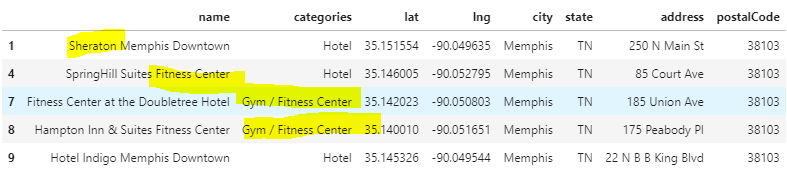 name categories lat lng city state address postalCode
1 Sheraton Memphis Downtown Hotel 35.151554 -90.049635 Memphis TN 250 N Main St 38103
4 SpringHill Suites Fitness Center Hotel 35.146005 -90.052795 Memphis TN 85 Court Ave 38103
7 Fitness Center at the Doubletree Hotel Gym / Fitness Center 35.142023 -90.050803 Memphis TN 185 Union Ave 38103
8 Hampton Inn & Suites Fitness Center Gym / Fitness Center 35.140010 -90.051651 Memphis TN 175 Peabody Pl 38103
9 Hotel Indigo Memphis Downtown Hotel 35.145326 -90.049544 Memphis TN 22 N B B King Blvd 38103